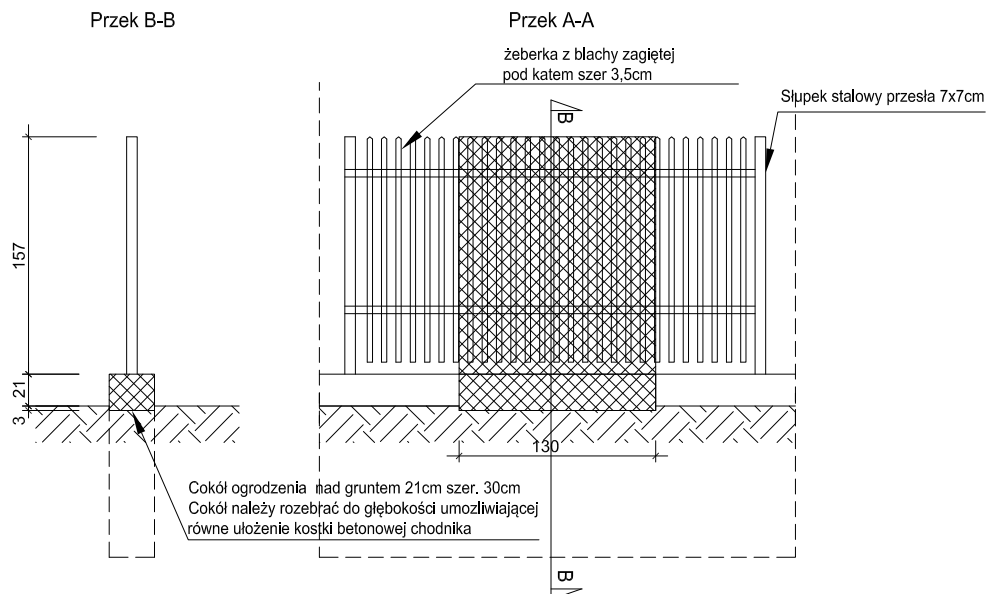 Przek B-B
Przek A-A
żeberka z blachy zagiętej
pod katem szer 3,5cm
B
Słupek stalowy przesła 7x7cm
157
21
3
130
Cokół ogrodzenia nad gruntem 21cm szer. 30cm
Cokół należy rozebrać do głębokości umozliwiającej
równe ułożenie kostki betonowej chodnika
B